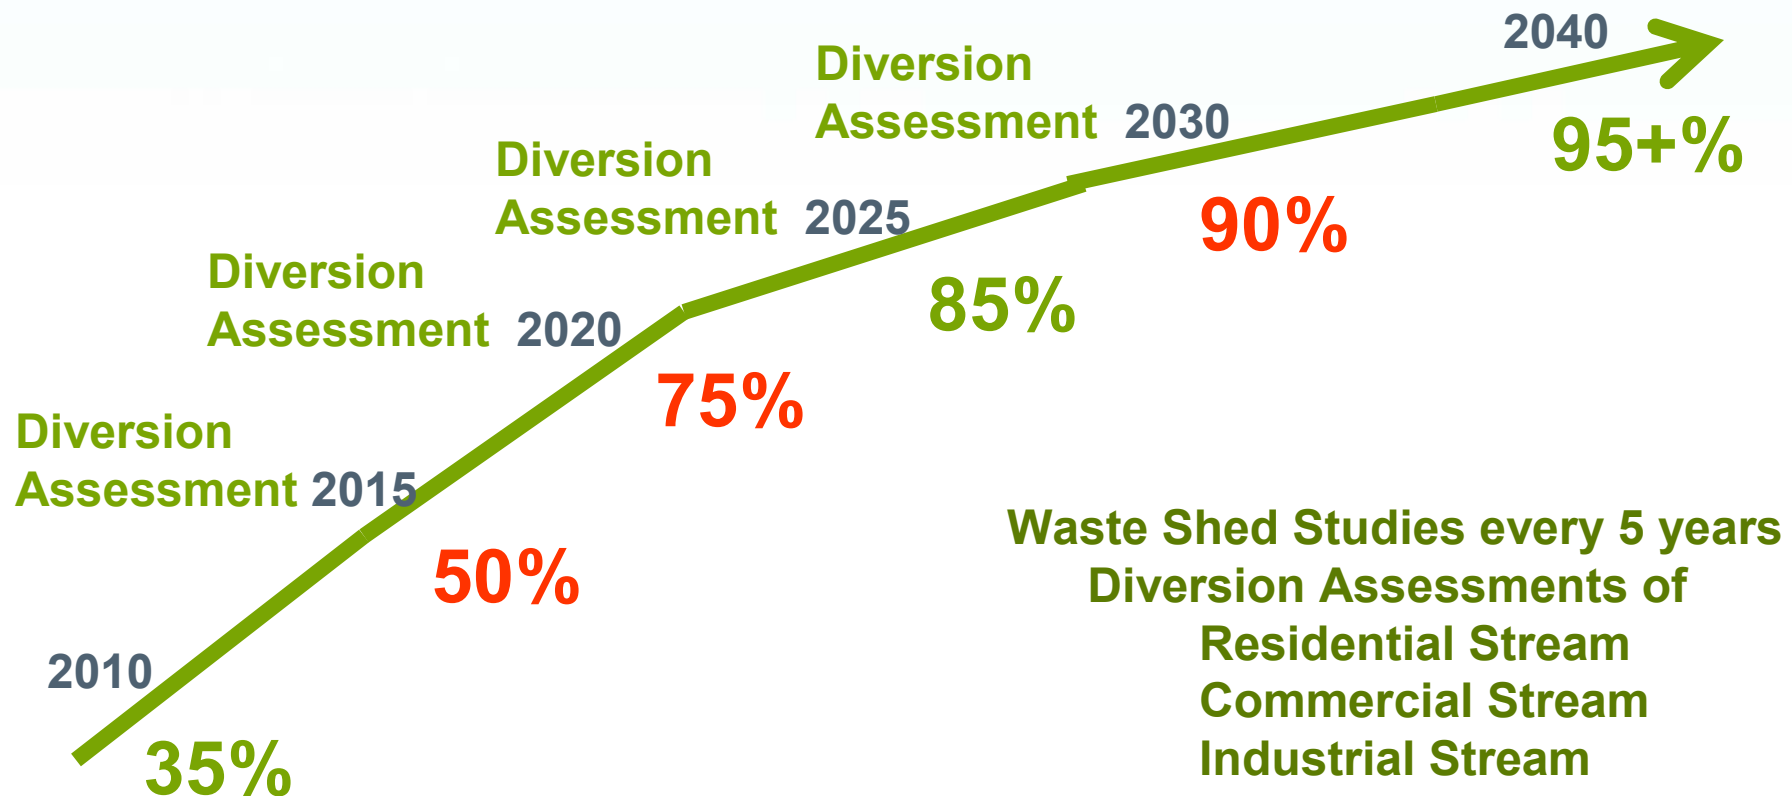 2040
Diversion
Assessment 2030
95+%
Diversion
Assessment 2025
90%
Diversion
Assessment 2020
85%
75%
Diversion
Assessment 2015
50%
2010
35%
Waste Shed Studies every 5 years
Diversion Assessments of
Residential Stream
Commercial Stream
Industrial Stream